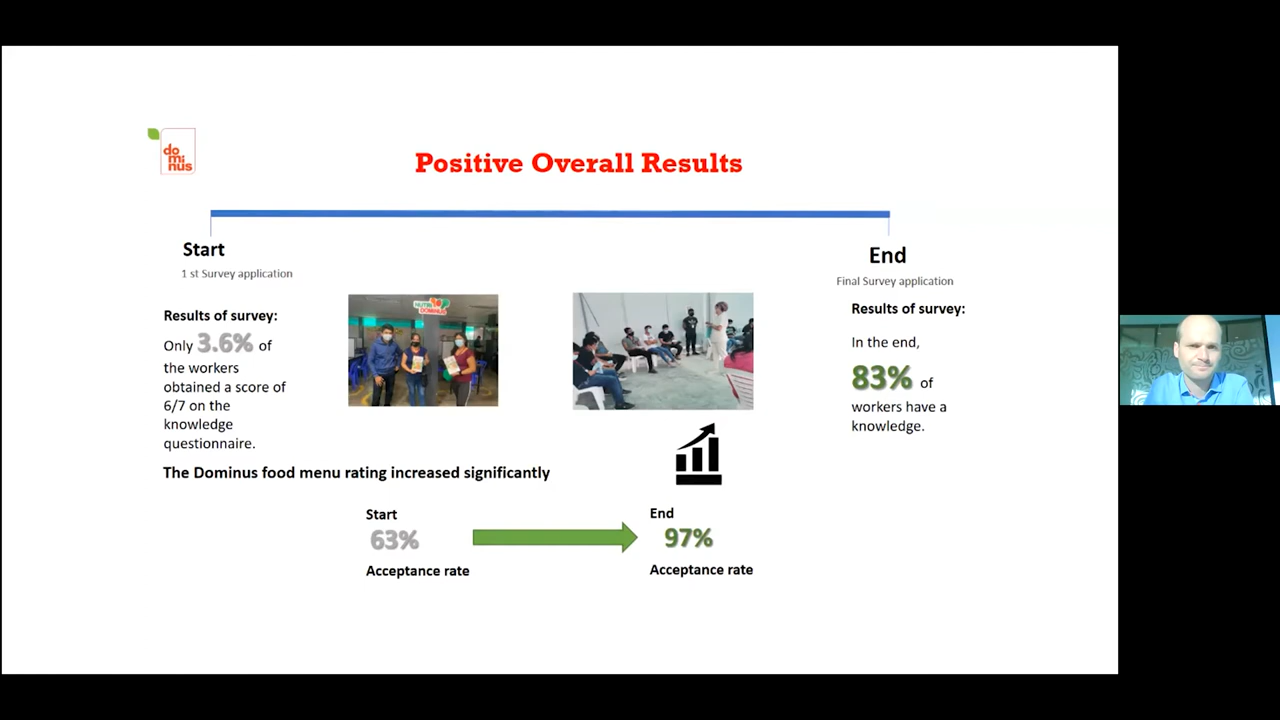 do
mi
nus
Positive Overall Results
Start
1 st Survey application
Results of survey:
Only 3.6% of
the workers
obtained a score of
6/7 on the
knowledge
questionnaire.
NUTRI
DOMINUS
End
Final Survey application
Results of survey:
In the end,
83% of
workers have a
knowledge.
The Dominus food menu rating increased significantly
Start
63%
Acceptance rate
End
97%
Acceptance rate